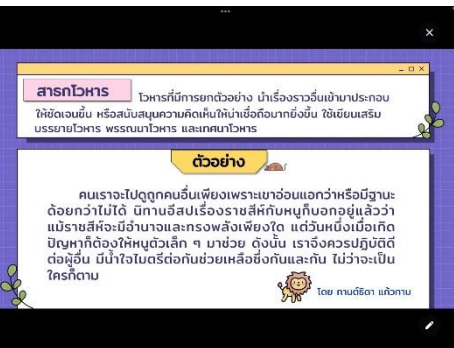 สาธกโวหาร
โวหารที่มีการยกตัวอย่าง นำเรื่องราวอื่นเข้ามาประกอบ
ให้ชัดเจนขึ้น หรือสนับสนุนความคิดเห็นให้น่าเชื่อถือมากยิ่งขึ้น ใช้เขียนเสริม
บรรยายโวหาร พรรณนาโวหาร และเทศนาโวหาร
ตัวอย่าง
คนเราจะไปดูถูกคนอื่นเพียงเพราะเขาอ่อนแอกว่าหรือมีฐานะ
ด้อยกว่าไม่ได้ นิทานอีสปเรื่องราชสีห์กับหนูก็บอกอยู่แล้วว่า
แม้ราชสีห์จะมีอำนาจและทรงพลังเพียงใด แต่วันหนึ่งเมื่อเกิด
ปัญหาก็ต้องให้หนูตัวเล็ก ๆ มาช่วย ดังนั้น เราจึงควรปฏิบัติดี
ต่อผู้อื่น มีน้ำใจไมตรีต่อกันช่วยเหลือซึ่งกันและกัน ไม่ว่าจะเป็น
ใครก็ตาม
โดย กานต์ธิดา แก้วกาม